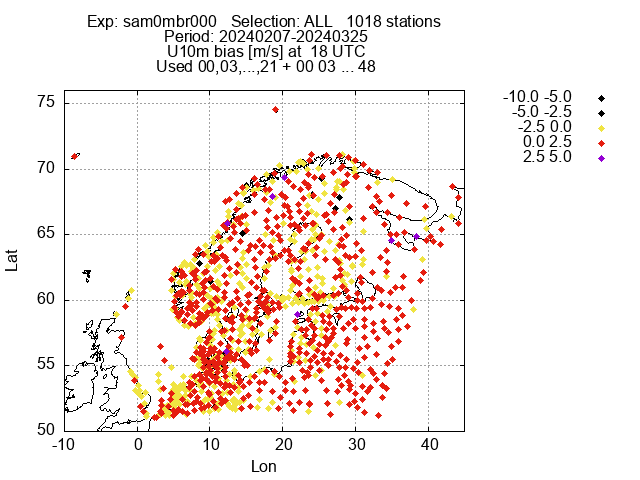 Exp: sam0mbr000   Selection: ALL   1018 stations
Period: 20240207-20240325
U10m bias [m/s] at  18 UTC
Used 00,03,...,21 + 00 03 ... 48
-10.0 -5.0
-5.0 -2.5
-2.5 0.0
0.0 2.5
2.5 5.0
75
70
65
60
55
50
Lat
-10 0 10 20 30 40
Lon